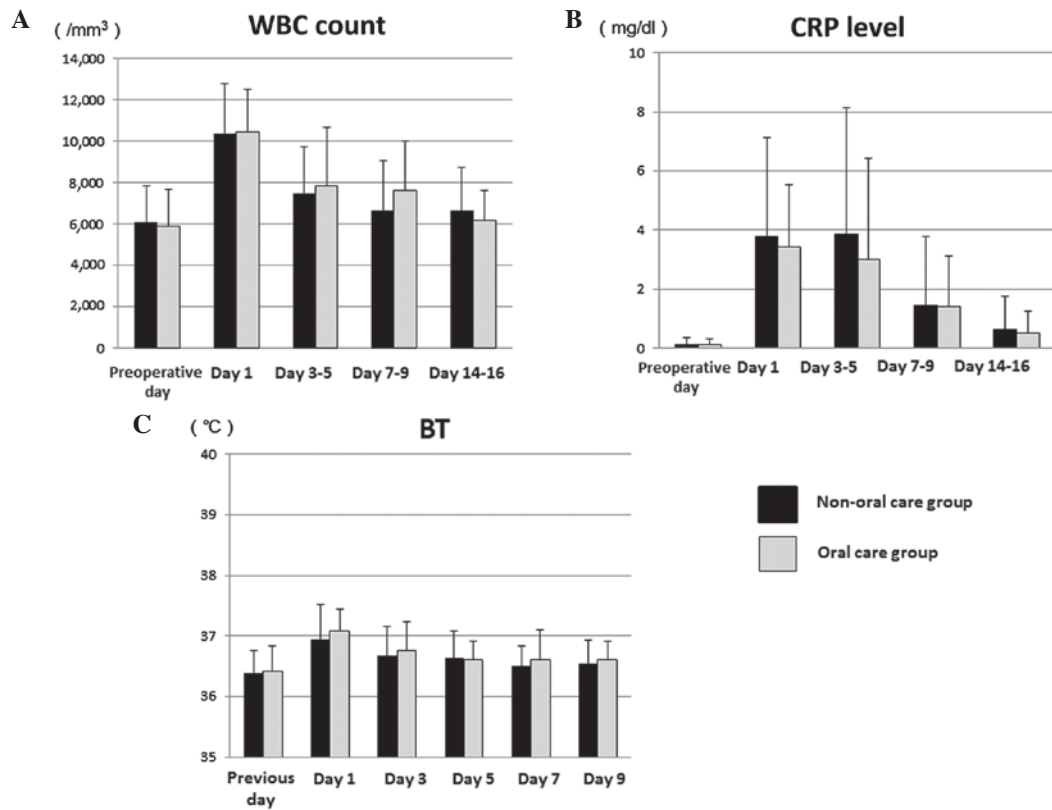 A
( /mm³ )
WBC count
14,000
12,000
10,000
8,000
6,000
4,000
2,000
0
Preoperative day
Day 1
Day 3-5
Day 7-9
Day 14-16
B
( mg/dl )
CRP level
10
8
6
4
2
0
Preoperative day
Day 1
Day 3-5
Day 7-9
Day 14-16
C
( °C )
BT
40
39
38
37
36
35
Previous day
Day 1
Day 3
Day 5
Day 7
Day 9
Non-oral care group
Oral care group